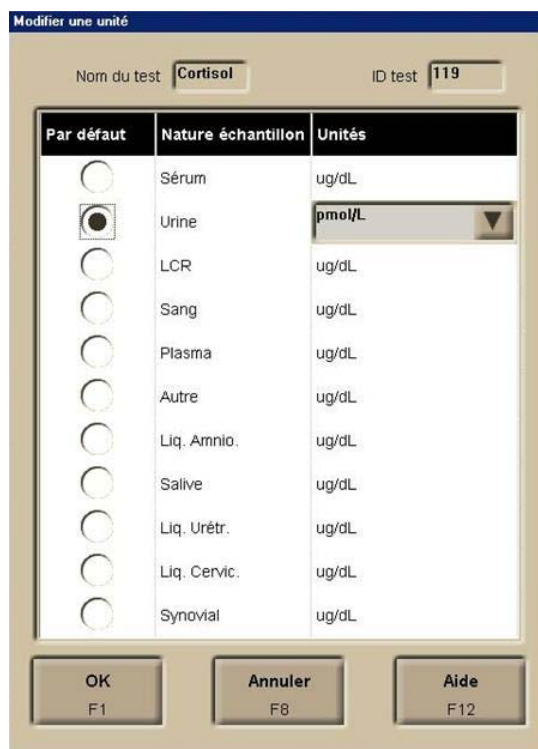 Modifier une unité
Nom du test Cortisol ID test 119
Par défaut Nature échantillon Unités
Sérum ug/dL
Urine pmol/L
LCR ug/dL
Sang ug/dL
Plasma ug/dL
Autre ug/dL
Liq. Amnio. ug/dL
Salive ug/dL
Liq. Urétr. ug/dL
Liq. Cervic. ug/dL
Synovial ug/dL
OK Annuler Aide
F1 F8 F12